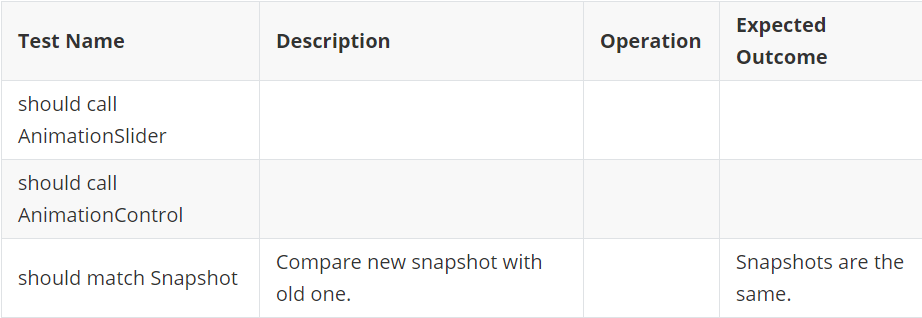 Test Name Description Operation Expected
Outcome
should call
AnimationSlider
should call
AnimationControl
should match Snapshot
Compare new snapshot with
old one.
Snapshots are the
same.